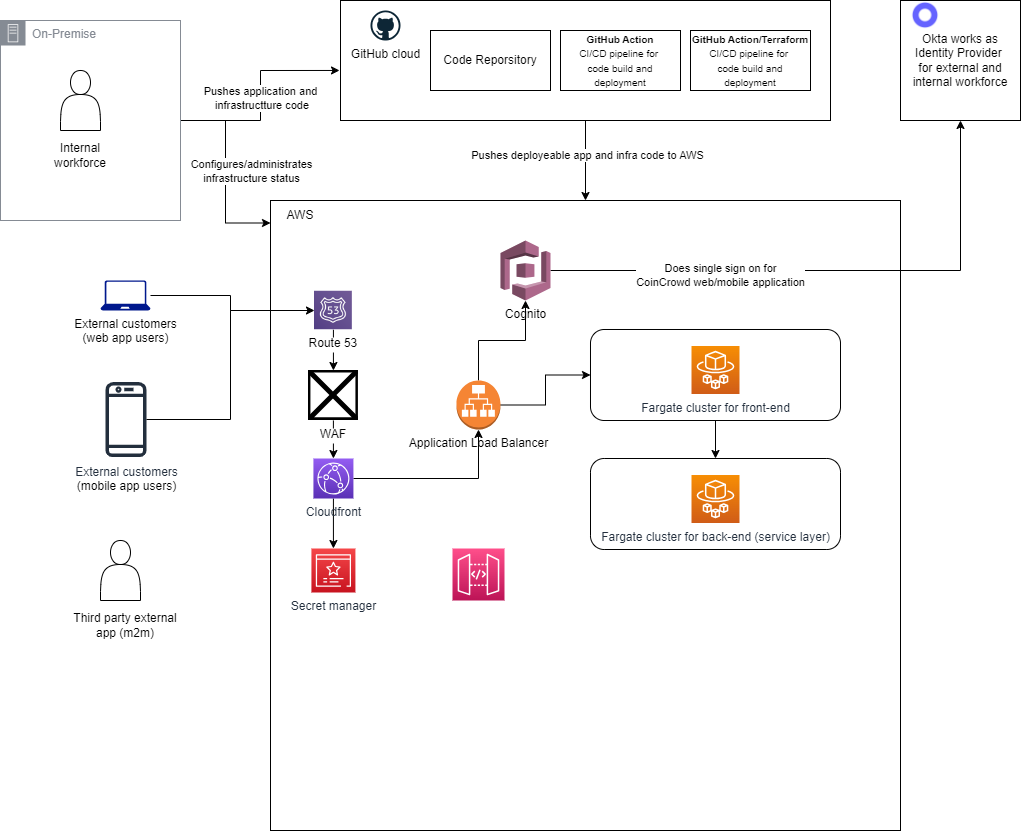 On-Premise
Internal
workforce
Pushes application and
infrastrutture code
Configures/administrates
infrastructure status
GitHub cloud
Code Reporsitory
GitHub Action
CI/CD pipeline for
code build and
deployment
GitHub Action/Terraform
CI/CD pipeline for
code build and
deployment
Okta works as
Identity Provider
for external and
internal workforce
Pushes deployeable app and infra code to AWS
AWS
Cognito
Does single sign on for
CoinCrowd web/mobile application
External customers
(web app users)
53
Route 53
WAF
Cloudfront
Secret manager
Application Load Balancer
Fargate cluster for front-end
Fargate cluster for back-end (service layer)
External customers
(mobile app users)
</>
Third party external
app (m2m)